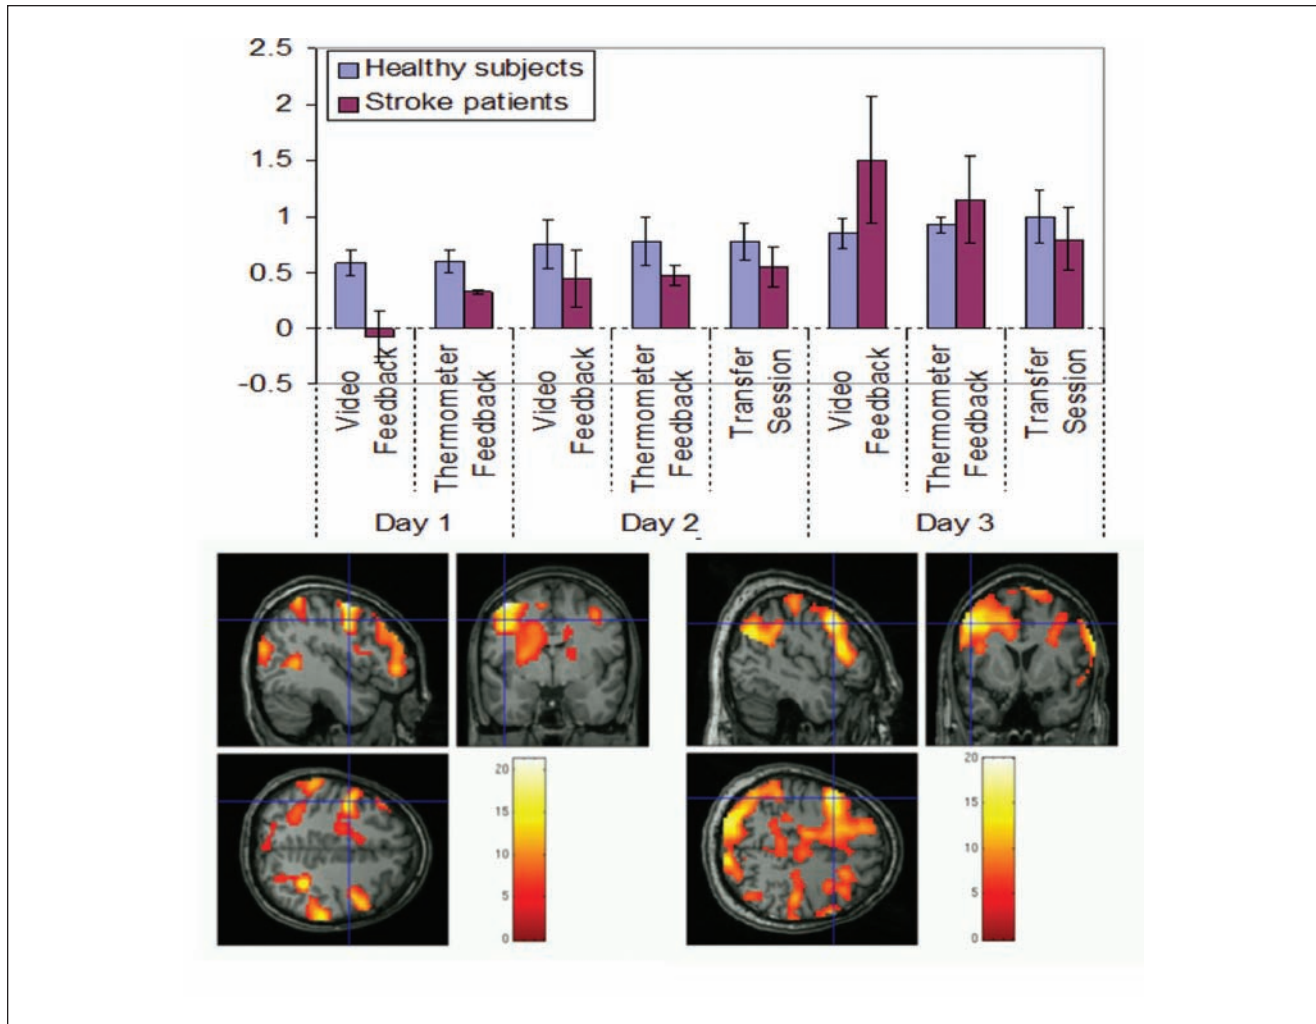 2.5
2
1.5
1
0.5
0
-0.5
Healthy subjects
Stroke patients
Video
Feedback
Thermometer
Feedback
Video
Feedback
Thermometer
Feedback
Transfer
Session
Video
Feedback
Thermometer
Feedback
Transfer
Session
Day 1
Day 2
Day 3
20
15
10
5
0
20
15
10
5
0